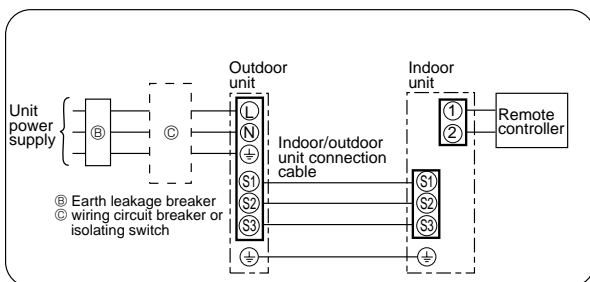 Outdoor
unit
Indoor
unit
Unit
power
supply
Ⓑ
Ⓒ
L
N
S1
S2
S3
Indoor/outdoor
unit connection
cable
1
2
Remote
controller
S1
S2
S3
Ⓑ Earth leakage breaker
Ⓒ wiring circuit breaker or
isolating switch